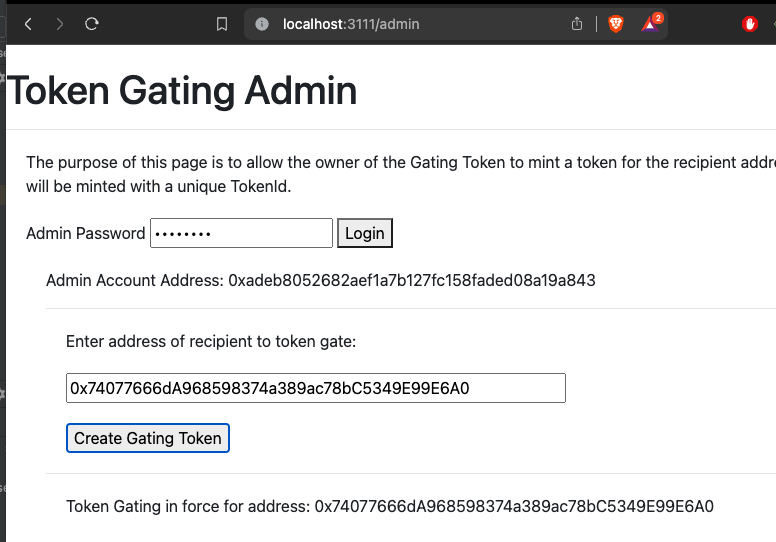 localhost:3111/admin
2
Token Gating Admin
The purpose of this page is to allow the owner of the Gating Token to mint a token for the recipient
will be minted with a unique TokenId.
Admin Password •••••••• Login
Admin Account Address: 0xadeb8052682aef1a7b127fc158faded08a19a843
Enter address of recipient to token gate:
0x74077666dA968598374a389ac78bC5349E99E6A0
Create Gating Token
Token Gating in force for address: 0x74077666dA968598374a389ac78bC5349E99E6A0